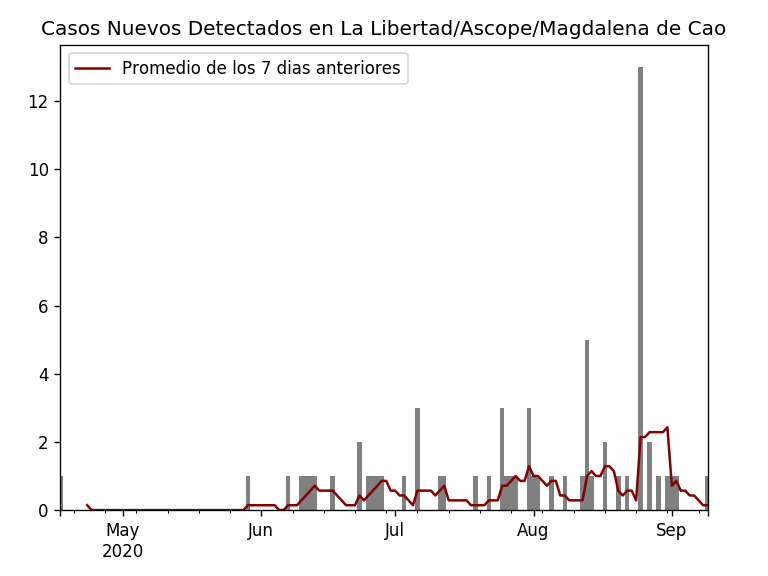 Casos Nuevos Detectados en La Libertad/Ascope/Magdalena de Cao
Promedio de los 7 dias anteriores
12
10
8
6
4
2
0
May Jun Jul Aug Sep
2020